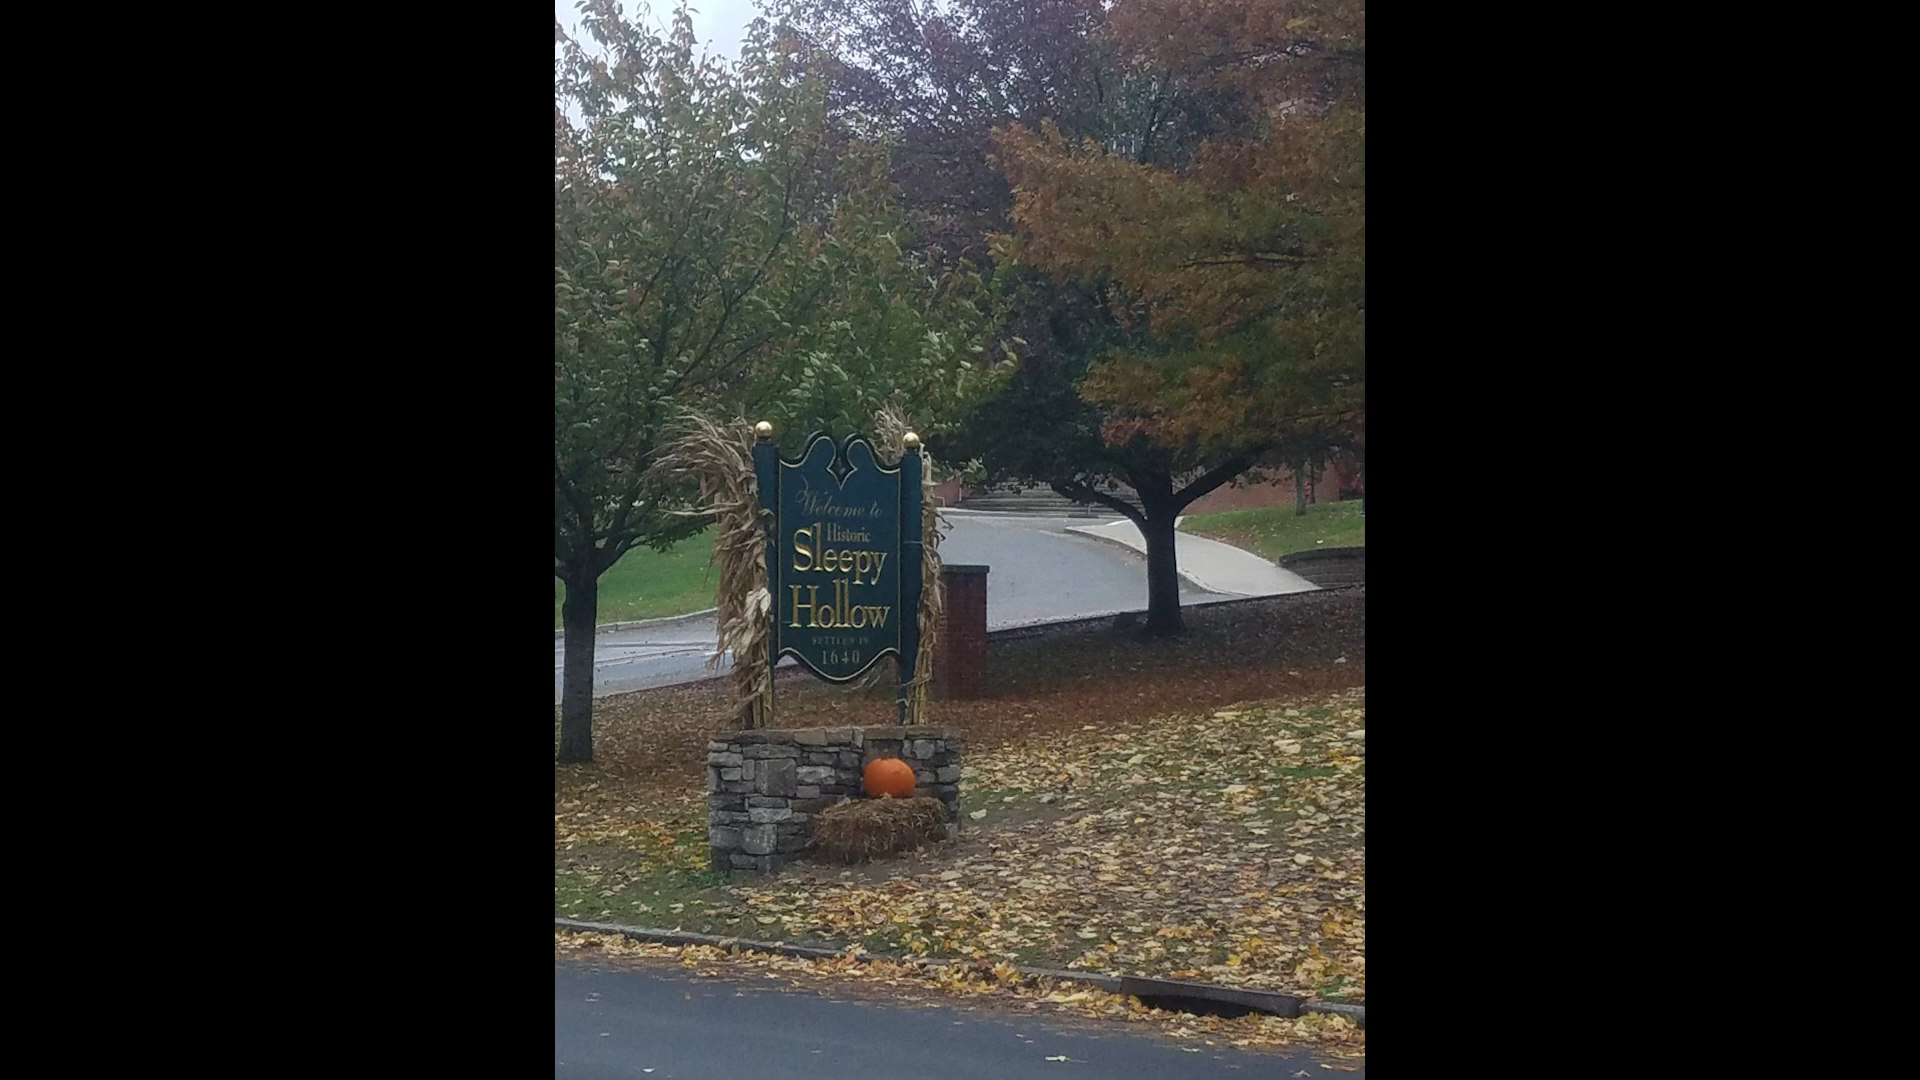 Welcome to
Historic
Sleepy
Hollow
SETTLED IN
1640